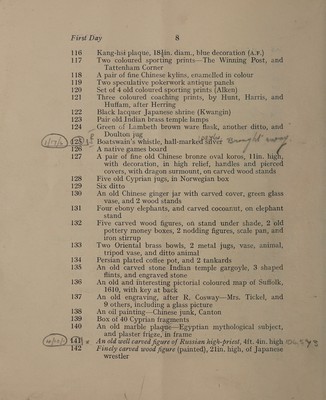 First Day 8
116 Kang-hsi plaque, 18¾in. diam., blue decoration (A.F.)
117 Two coloured sporting prints—The Winning Post, and
Tattenham Corner
118 A pair of fine Chinese kylins, enamelled in colour
119 Two speculative pokerwork antique panels
120 Set of 4 old coloured sporting prints (Alken)
121 Three coloured coaching prints, by Hunt, Harris, and
Huffam, after Herring
122 Black lacquer Japanese shrine (Kwangin)
123 Pair old Indian brass temple lamps
124 Green of Lambeth brown ware flask, another ditto, and
Doulton jug
125 Boatswain's whistle, hall-marked silver
126 A native games board
127 A pair of fine old Chinese bronze oval koros, 11in. high,
with decoration, in high relief, handles and pierced
covers, with dragon surmount, on carved wood stands
128 Five old Cyprian jugs, in Norwegian box
129 Six ditto
130 An old Chinese ginger jar with carved cover, green glass
vase, and 2 wood stands
131 Four ebony elephants, and carved cocoanut, on elephant
stand
132 Five carved wood figures, on stand under shade, 2 old
pottery money boxes, 2 nodding figures, scale pan, and
iron stirrup
133 Two Oriental brass bowls, 2 metal jugs, vase, animal,
tripod vase, and ditto animal
134 Persian plated coffee pot, and 2 tankards
135 An old carved stone Indian temple gargoyle, 3 shaped
flints, and engraved stone
136 An old and interesting pictorial coloured map of Suffolk,
1610, with key at back
137 An old engraving, after R. Cosway—Mrs. Tickel, and
9 others, including a glass picture
138 An oil painting—Chinese junk, Canton
139 Box of 40 Cyprian fragments
140 An old marble plaque—Egyptian mythological subject,
and plaster frieze, in frame
141 An old well carved figure of Russian high-priest, 4ft. 4in. high
142 Finely carved wood figure (painted), 24in. high, of Japanese
wrestler